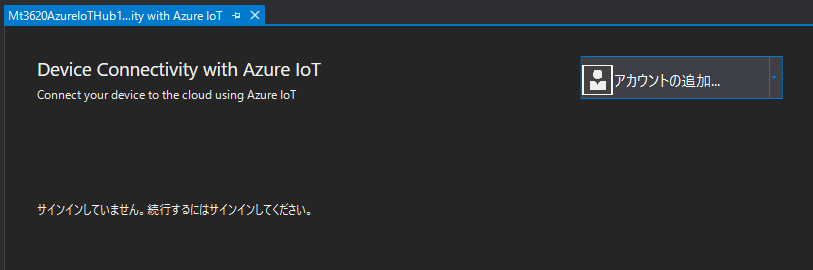 Mt3620AzureIoTHub1...ity with Azure IoT
Device Connectivity with Azure IoT
Connect your device to the cloud using Azure IoT
アカウントの追加...
サインインしていません。続行するにはサインインしてください。